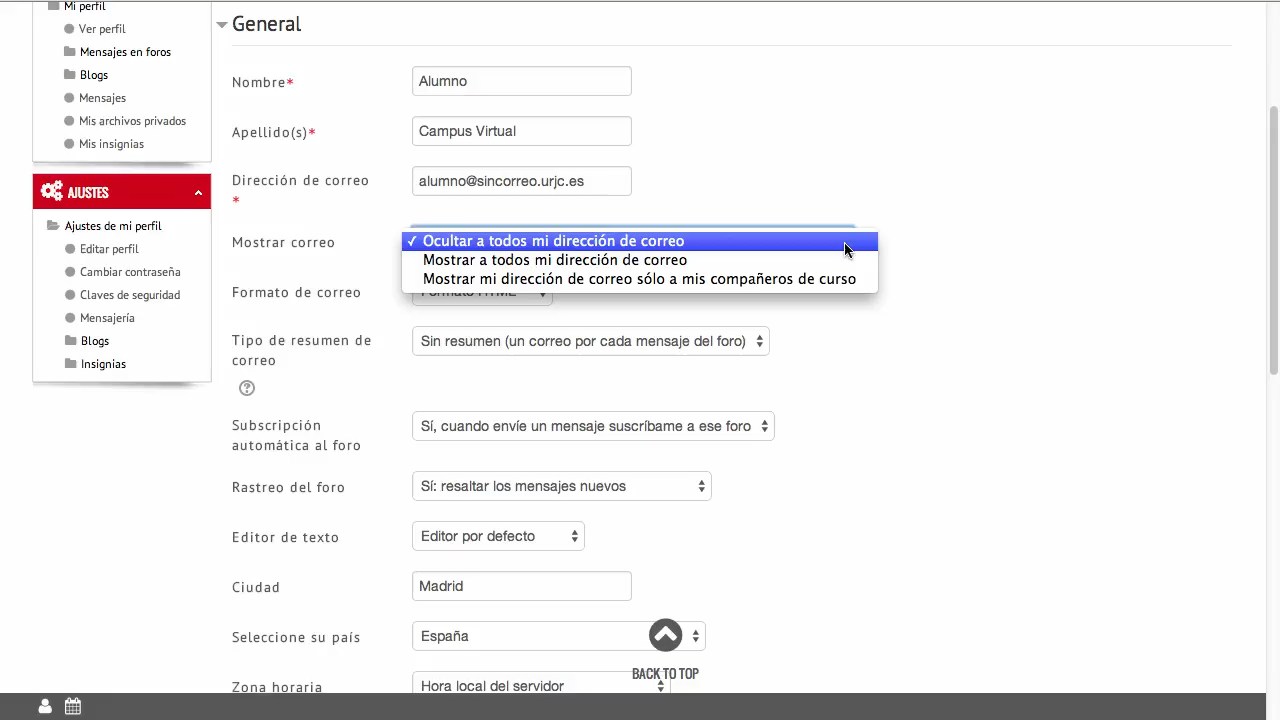 Mi perfil
Ver perfil
Mensajes en foros
Blogs
Mensajes
Mis archivos privados
Mis insignias
AJUSTES
Ajustes de mi perfil
Editar perfil
Cambiar contraseña
Claves de seguridad
Mensajería
Blogs
Insignias
General
Nombre*
Alumno
Apellido(s)*
Campus Virtual
Dirección de correo
*
alumno@sincorreo.urjc.es
Mostrar correo
✓ Ocultar a todos mi dirección de correo
Mostrar a todos mi dirección de correo
Mostrar mi dirección de correo sólo a mis compañeros de curso
Formato de correo
Formato HTML
Tipo de resumen de
correo
?
Sin resumen (un correo por cada mensaje del foro)
Subscripción
automática al foro
Sí, cuando envíe un mensaje suscríbame a ese foro
Rastreo del foro
Sí: resaltar los mensajes nuevos
Editor de texto
Editor por defecto
Ciudad
Madrid
Seleccione su país
España
BACK TO TOP
Zona horaria
Hora local del servidor